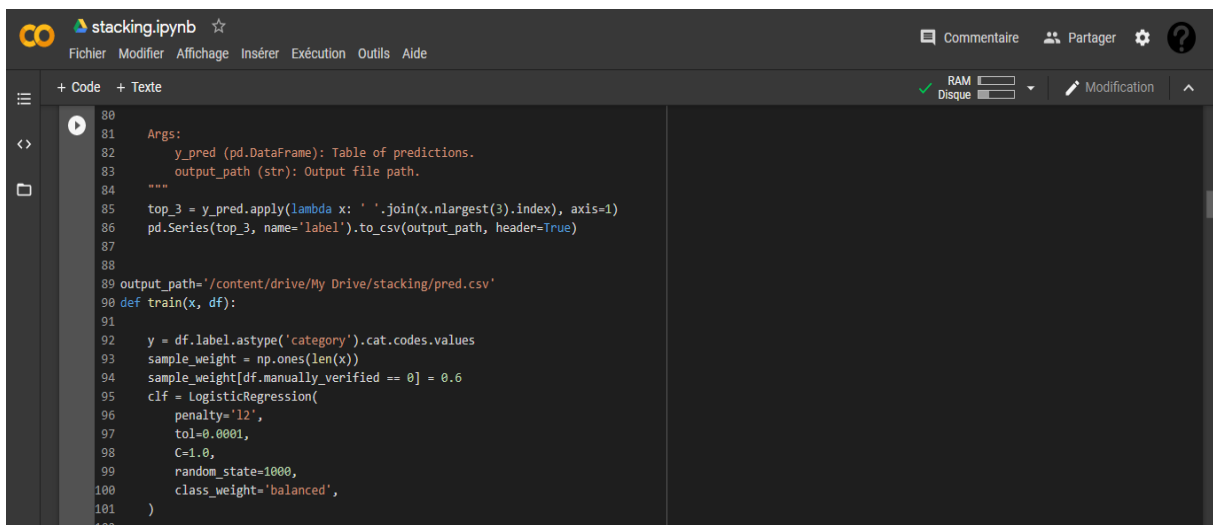 stacking.ipynb
Commentaire Partager
Fichier Modifier Affichage Insérer Exécution Outils Aide
+ Code + Texte
RAM
Disque
Modification
80
81     Args:
82         y_pred (pd.DataFrame): Table of predictions.
83         output_path (str): Output file path.
84     """
85     top_3 = y_pred.apply(lambda x: ' '.join(x.nlargest(3).index), axis=1)
86     pd.Series(top_3, name='label').to_csv(output_path, header=True)
87
88
89 output_path='/content/drive/My Drive/stacking/pred.csv'
90 def train(x, df):
91
92     y = df.label.astype('category').cat.codes.values
93     sample_weight = np.ones(len(x))
94     sample_weight[df.manually_verified == 0] = 0.6
95     clf = LogisticRegression(
96         penalty='l2',
97         tol=0.0001,
98         C=1.0,
99         random_state=1000,
100         class_weight='balanced',
101     )